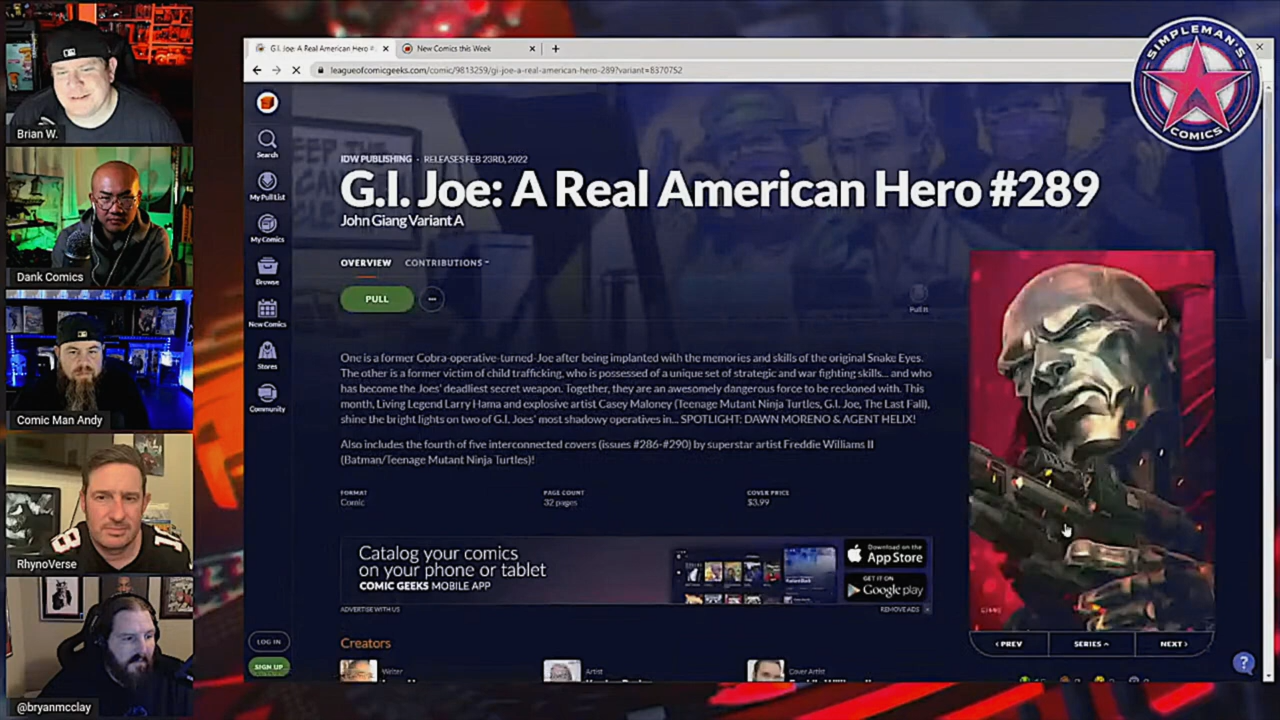 Brian W.
Dank Comics
Comic Man Andy
RhynoVerse
@bryanmcclay
SIMPLEMAN'S
COMICS
G.I. Joe: A Real American Hero #
New Comics this Week
leagueofcomicgeeks.com/comic/9813259/gi-joe-a-real-american-hero-289?variant=8370752
Search
My Pull List
My Comics
Browse
New Comics
Stores
Community
LOG IN
SIGN UP
IDW PUBLISHING · RELEASES FEB 23RD, 2022
G.I. Joe: A Real American Hero #289
John Giang Variant A
OVERVIEW CONTRIBUTIONS
PULL
Pull It
One is a former Cobra-operative-turned-Joe after being implanted with the memories and skills of the original Snake Eyes.
The other is a former victim of child trafficking, who is possessed of a unique set of strategic and war fighting skills... and who
has become the Joes' deadliest secret weapon. Together, they are an awesomely dangerous force to be reckoned with. This
month, Living Legend Larry Hama and explosive artist Casey Maloney (Teenage Mutant Ninja Turtles, G.I. Joe, The Last Fall),
shine the bright lights on two of G.I. Joes' most shadowy operatives in... SPOTLIGHT: DAWN MORENO & AGENT HELIX!
Also includes the fourth of five interconnected covers (issues #286-#290) by superstar artist Freddie Williams II
(Batman/Teenage Mutant Ninja Turtles)!
FORMAT
Comic
PAGE COUNT
32 pages
COVER PRICE
$3.99
Catalog your comics
on your phone or tablet
COMIC GEEKS MOBILE APP
Download on the
App Store
GET IT ON
Google play
ADVERTISE WITH US
REMOVE ADS
PREV
SERIES
NEXT
Creators
Writer
Artist
Cover Artist
?